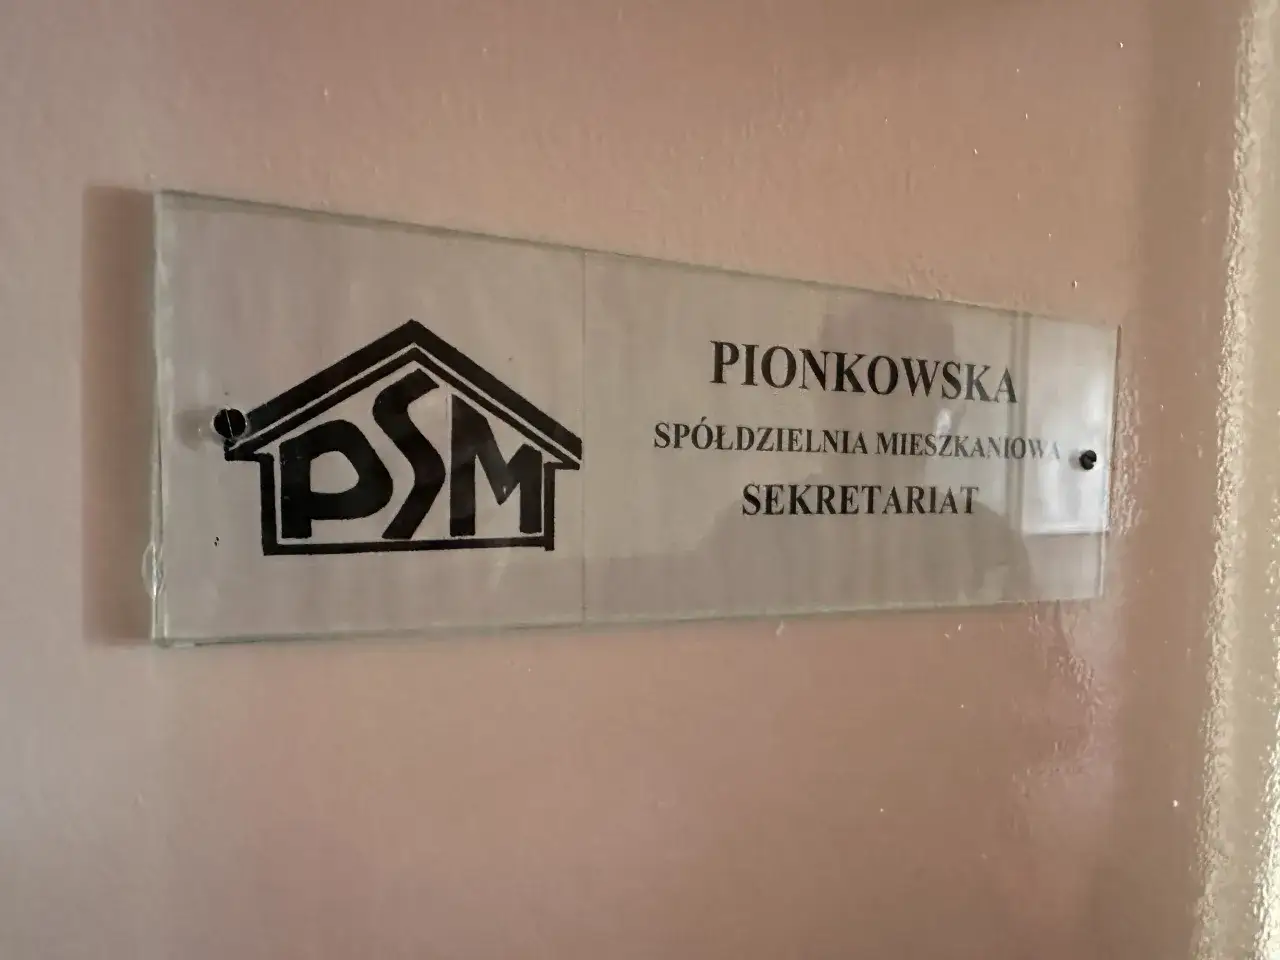 PSM
PIONKOWSKA
SPÓŁDZIELNIA MIESZKANIOWA
SEKRETARIAT